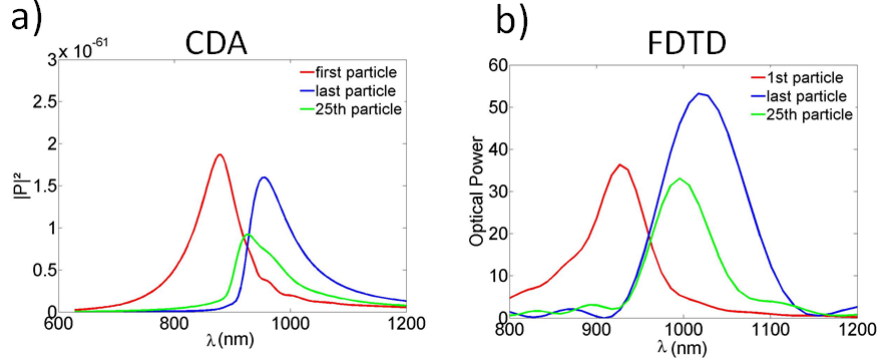 a)
CDA
3 x 10^-61
2.5
2
1.5
1
0.5
0
|P|²
600
800
1000
1200
λ (nm)
first particle
last particle
25th particle
b)
FDTD
60
50
40
30
20
10
0
Optical Power
800
900
1000
1100
1200
λ (nm)
1st particle
last particle
25th particle